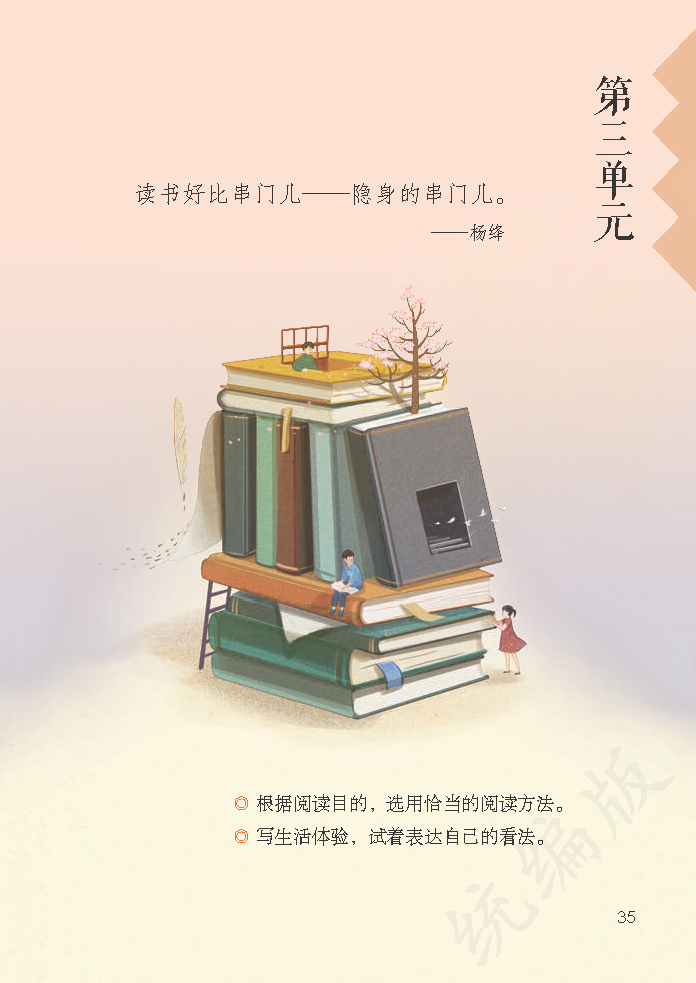 第三单元
读书好比串门儿——隐身的串门儿。
——杨绛
◎ 根据阅读目的，选用恰当的阅读方法。
◎ 写生活体验，试着表达自己的看法。
统编版
35